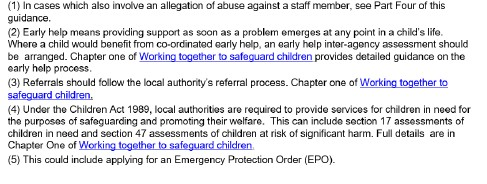 (1) In cases which also involve an allegation of abuse against a staff member, see Part Four of this
guidance.
(2) Early help means providing support as soon as a problem emerges at any point in a child's life.
Where a child would benefit from co-ordinated early help, an early help inter-agency assessment should
be arranged. Chapter one of Working together to safeguard children provides detailed guidance on the
early help process.
(3) Referrals should follow the local authority's referral process. Chapter one of Working together to
safeguard children.
(4) Under the Children Act 1989, local authorities are required to provide services for children in need for
the purposes of safeguarding and promoting their welfare. This can include section 17 assessments of
children in need and section 47 assessments of children at risk of significant harm. Full details are in
Chapter One of Working together to safeguard children.
(5) This could include applying for an Emergency Protection Order (EPO).